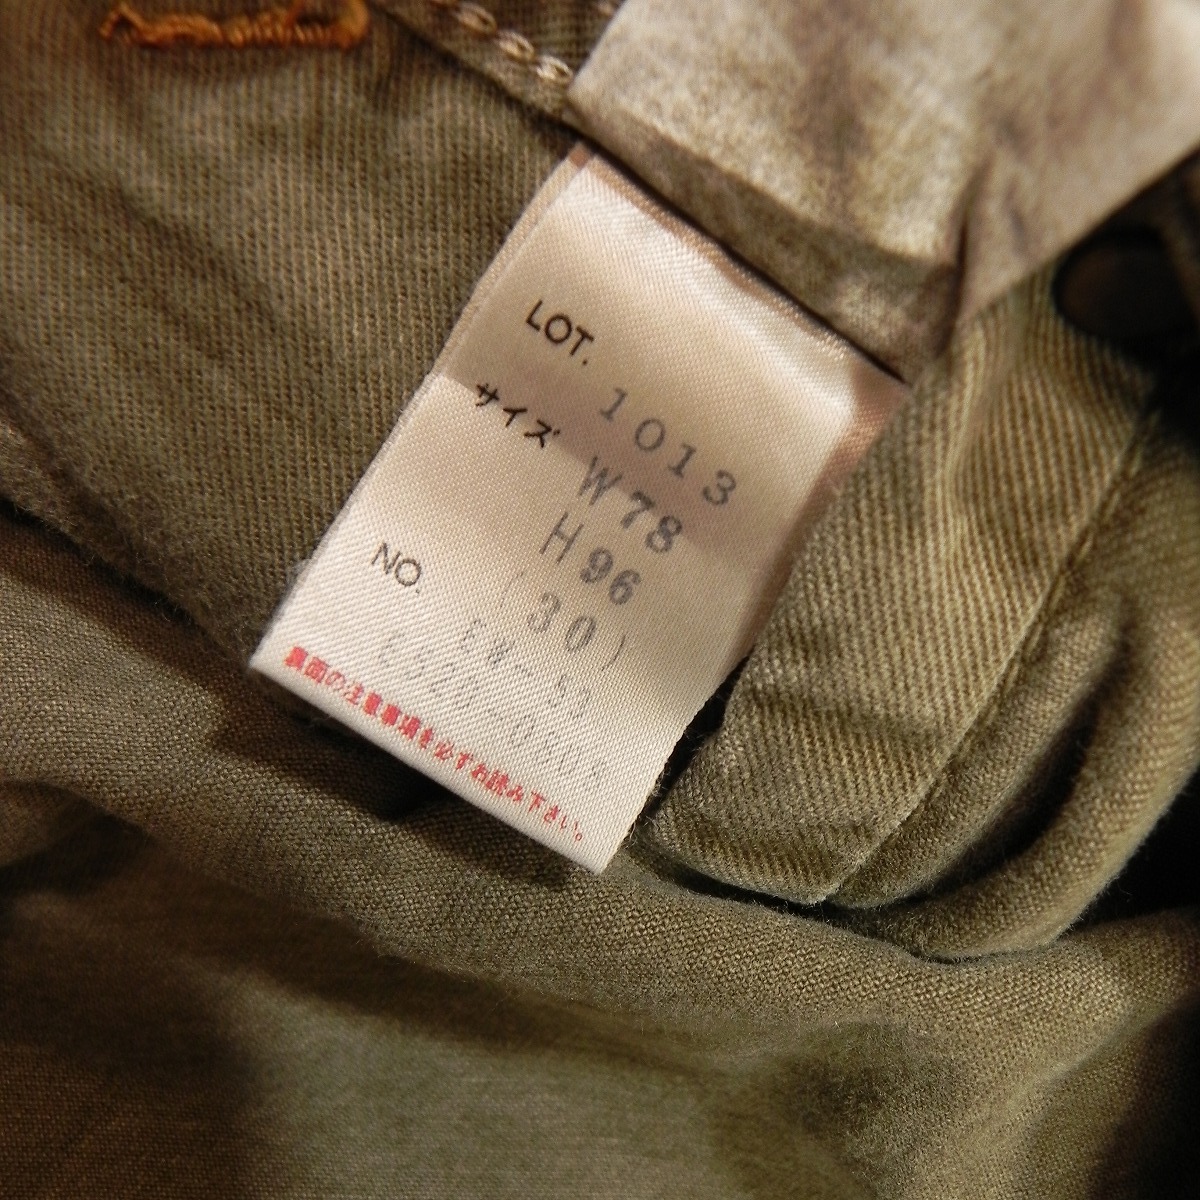 LOT. 1013
サイズ W78
H96
(30)
NO.
裏面の注意事項を必ずお読み下さい。